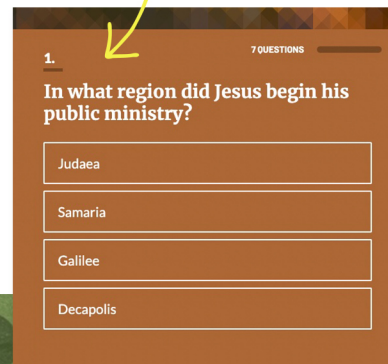 7 QUESTIONS
1.
In what region did Jesus begin his
public ministry?
Judaea
Samaria
Galilee
Decapolis